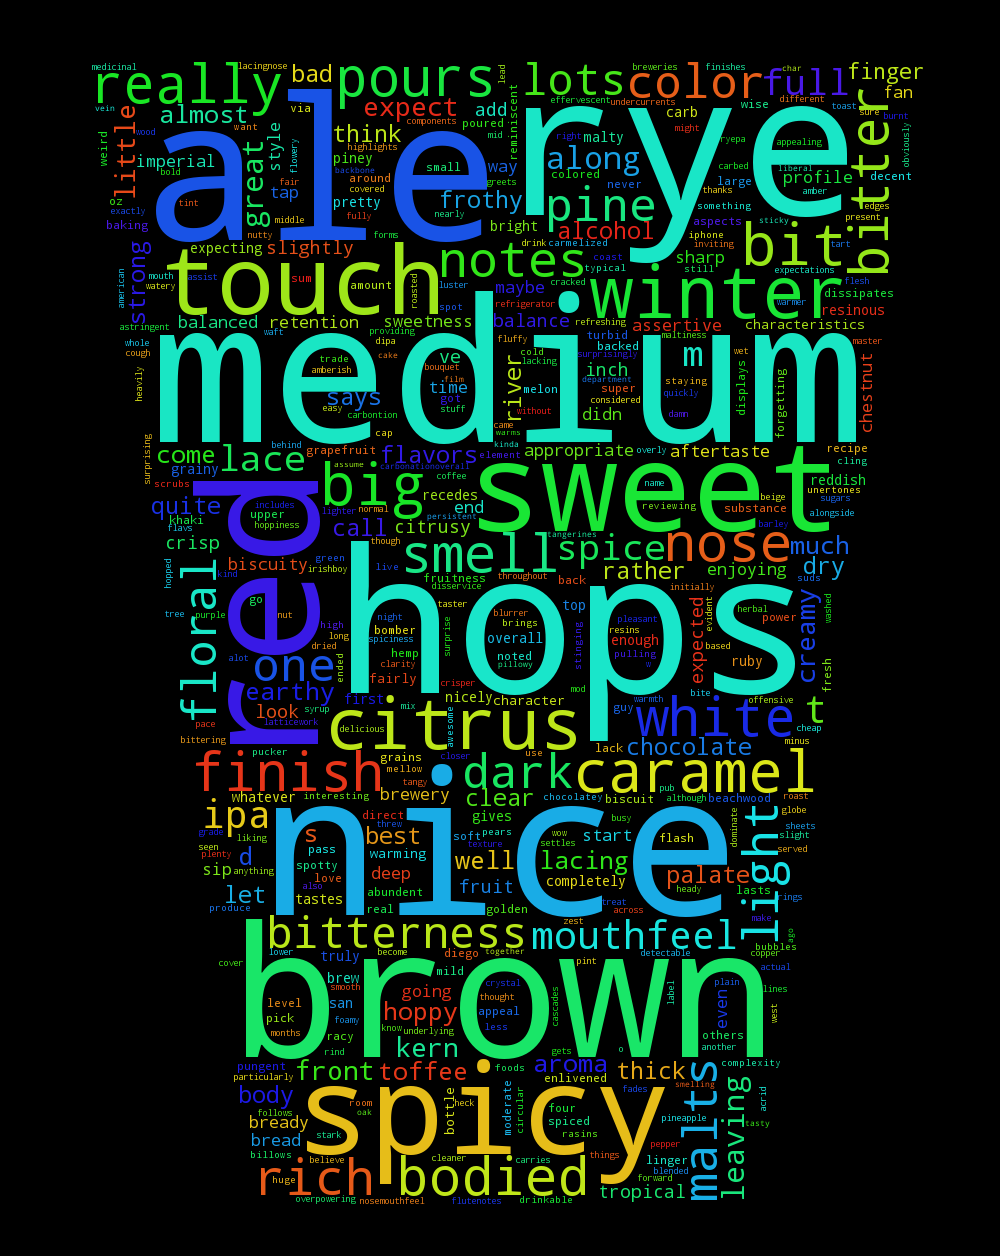 medicinal lacingnose bad pours lead lots color breweries finishes char full finger
really almost via expect add effervescent undercurrents wise different toast sure fan
vein want components highlights think poured mid reminiscent carb might ryepa appealing burnt
weird wood bold little imperial style flowery piney malty along right never profile decent obviously
ale rye
great fair around backbone covered small way greets colored large thanks liberal amber bitter
oz tint tap pretty nearly frothy pine something edges
exactly middle fully forms bright drink alcohol aspects iphone inviting sticky present tart
baking strong nutty slightly expecting notes carmelized sharp bit
american mouth watery assist touch sum amount roasted luster spot coast typical cracked still expectations warmer flesh dissipates
maybe refrigerator winter resinous
astringent balanced retention sweetness balance refreshing assertive characteristics
whole waft providing fluffy turbid maltiness wet master
cough trade dipa cake bouquet cold lacking backed surprisingly
heavily amberish ve river melon inch department m staying displays forgetting chestnut
medium
says time film got stuff without super considered quickly
easy carbontion came didn damn
surprising behind grapefruit cap warms kinda appropriate overly aftertaste recipe
come lace flavors element cling
scrubs grainy assume carbonationoverall coffee name reddish
red big sweet
quite includes upper lighter normal recedes reviewing beige unertones
khaki hoppiness persistent end substance sugars alongside
flavs call citrusy tangerines barley
crisp though smell spice nose much
hopped kind green irishboy live biscuity fruitness throughout back rather enjoying dry
floral go nut disservice initially suds
tree purple high night taster blurrer brings top pleasant herbal power creamy washed
hops
alot long dried spiciness bomber surprise resins overall stinging enough pulling evident based
one ended hemp clarity noted pillowy w expected ruby fresh
earthy first fairly crisper nicely mod warmth bite offensive
look syrup mix character guy white t cheap
pace latticework delicious awesome citrus
bittering pucker grains closer use lack chocolate minus
finish mellow tangy dark caramel pub roast
whatever interesting brewery clear chocolatey biscuit although beachwood globe
ipa direct gives busy sheets
grade threw s best soft pears wow settles start flash dominate slight served
nice
liking seen pass texture well lacing light
d spotty warming completely palate
plenty sip anything love deep fruit heady lasts
let also tastes abundent treat across rings
produce real golden zest make
bitterness mouthfeel bubbles ago
lower become together detectable copper
cover truly diego pint actual
brown
brew mild crystal plain lines
smooth going thought label
level san foamy hoppy appeal cascades even west
pick months racy know underlying less others
rind kern gets o another
pungent front toffee foods aroma thick complexity
particularly enlivened smelling
body room bottle heck moderate circular fades malts leaving acrid
spicy
follows oak four pineapple
bready stark spiced tasty
bread rasins pepper
billows believe cleaner carries things linger
huge blended
rich bodied forward
overpowering nosemouthfeel flutenotes drinkable tropical